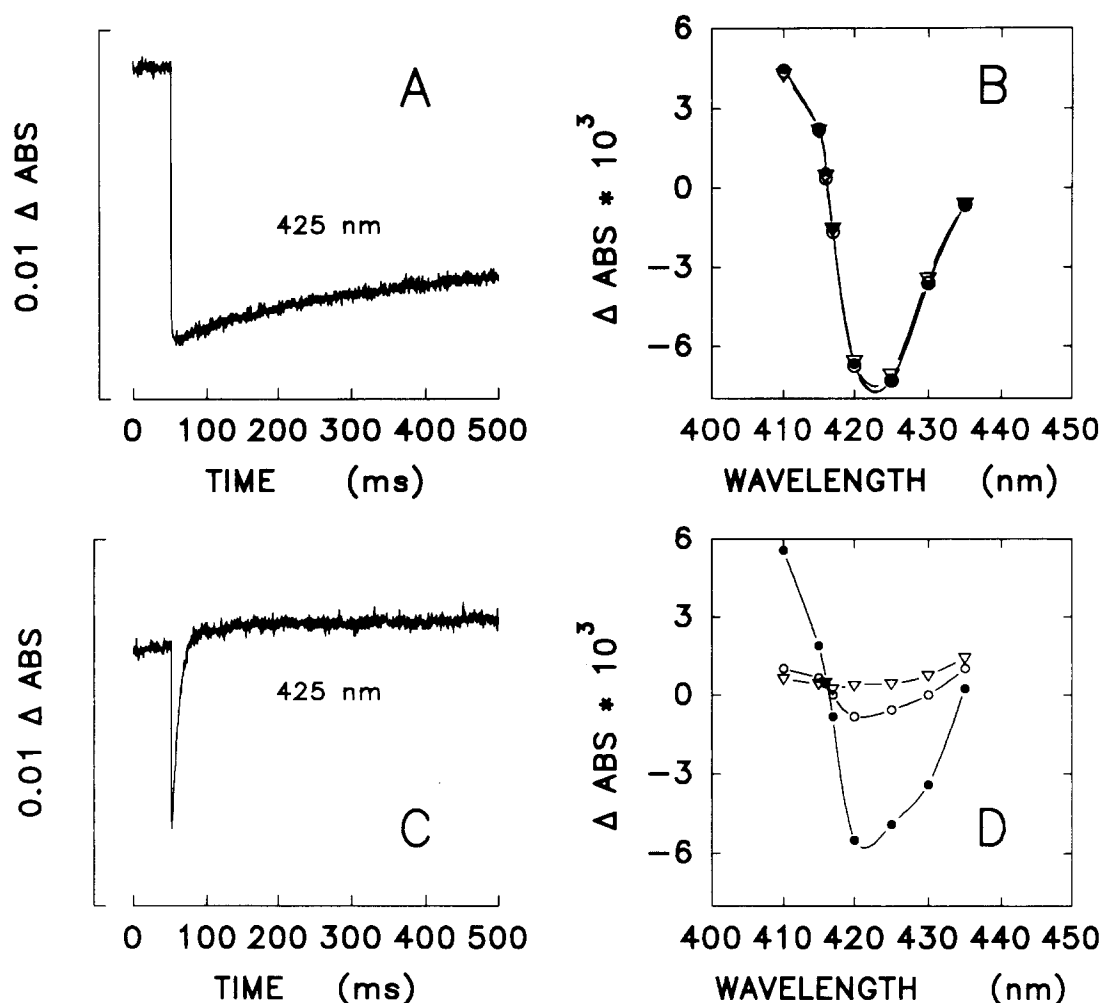 0.01 Δ ABS
A
425 nm
0 100 200 300 400 500
TIME (ms)
Δ ABS * 10³
6
3
0
−3
−6
B
400 410 420 430 440 450
WAVELENGTH (nm)
0.01 Δ ABS
425 nm
C
0 100 200 300 400 500
TIME (ms)
Δ ABS * 10³
6
3
0
−3
−6
D
400 410 420 430 440 450
WAVELENGTH (nm)